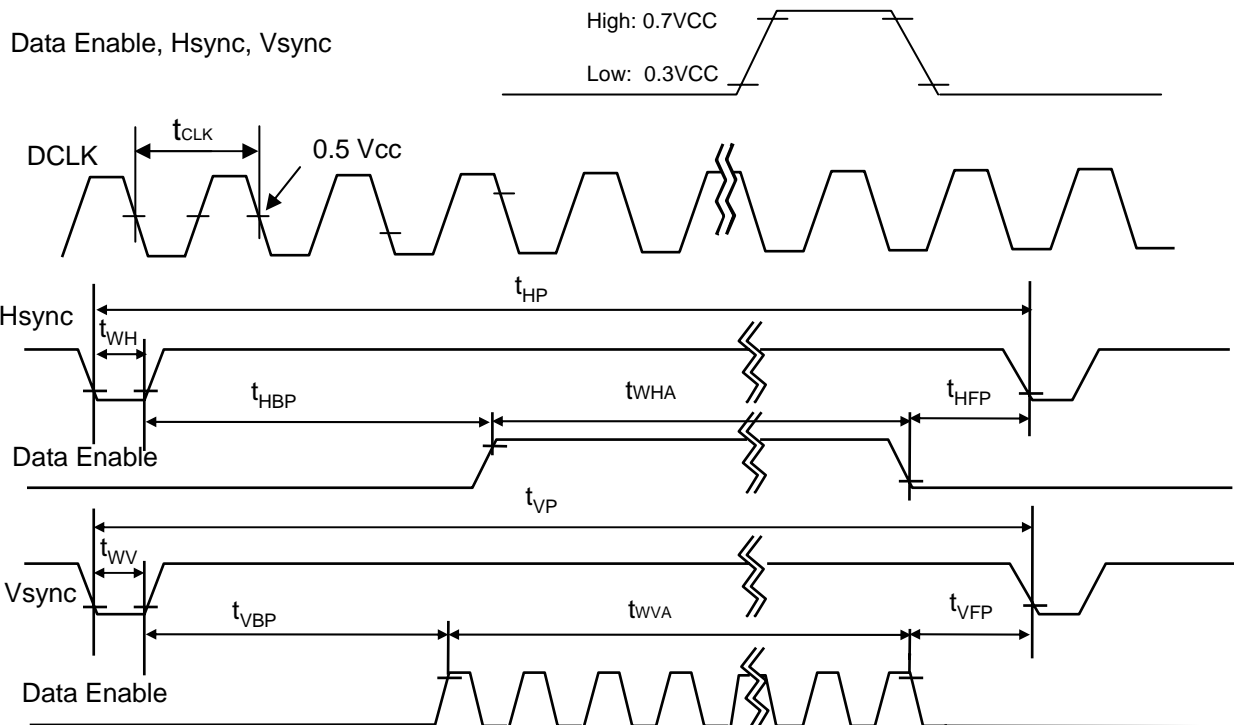 High: 0.7VCC
Data Enable, Hsync, Vsync
Low: 0.3VCC
tCLK
DCLK
0.5 Vcc
tHP
Hsync
tWH
tHBP
tWHA
tHFP
Data Enable
tVP
tWV
Vsync
tVBP
tWVA
tVFP
Data Enable